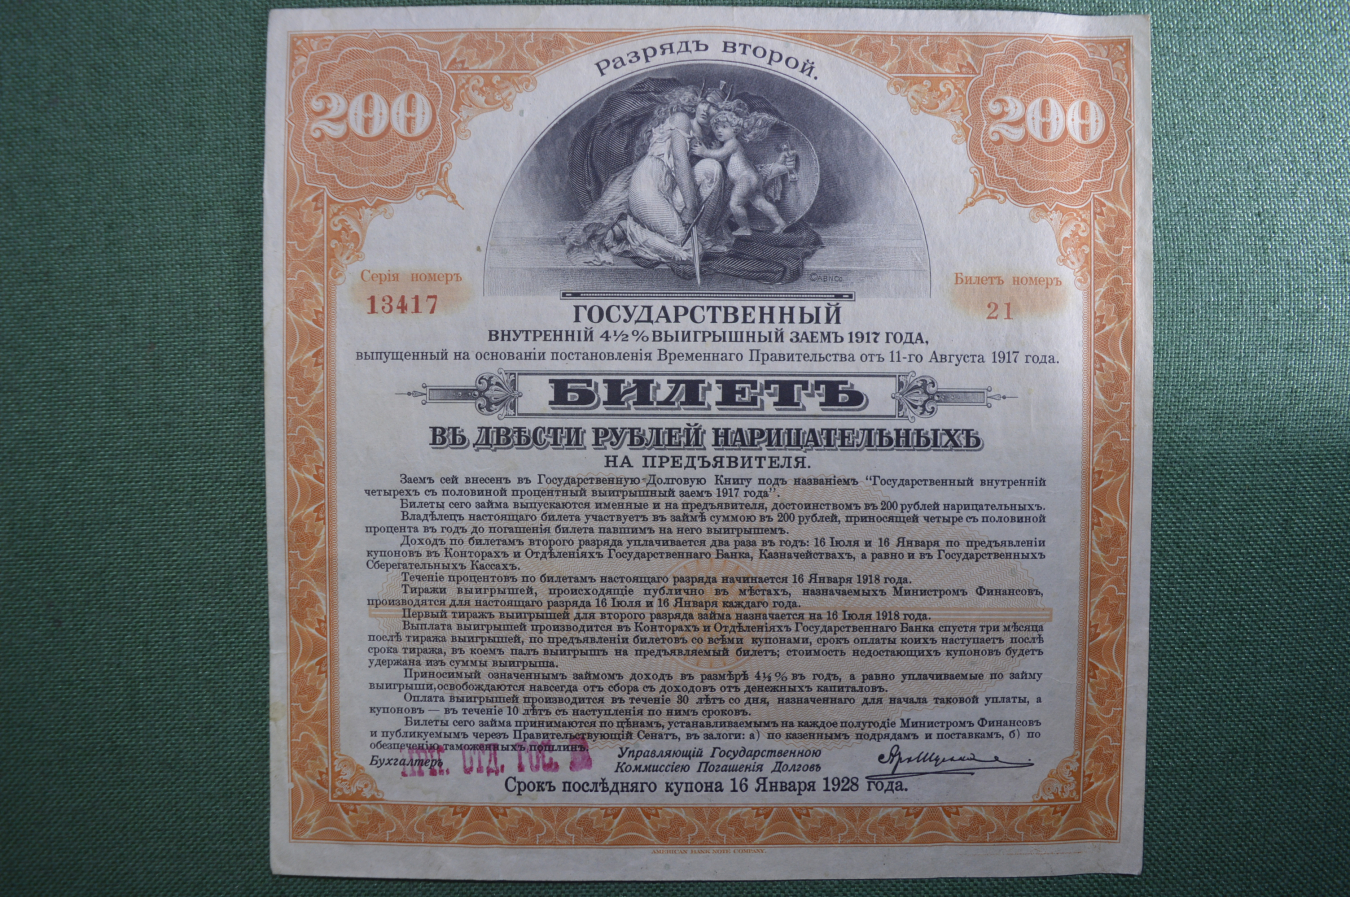 Разрядъ второй.
200
200
Серія номеръ
13417
Билетъ номеръ
21
ГОСУДАРСТВЕННЫЙ
ВНУТРЕННІЙ 4½% ВЫИГРЫШНЫЙ ЗАЕМЪ 1917 ГОДА,
выпущенный на основаніи постановленія Временнаго Правительства отъ 11-го Августа 1917 года.
БИЛЕТЪ
ВЪ ДВѢСТИ РУБЛЕЙ НАРИЦАТЕЛЬНЫХЪ
НА ПРЕДЪЯВИТЕЛЯ.
Заемъ сей внесенъ въ Государственную Долговую Книгу подъ названіемъ “Государственный внутренній
четырехъ съ половиной процентный выигрышный заемъ 1917 года”.
Билеты сего займа выпускаются именные и на предъявителя, достоинствомъ въ 200 рублей нарицательныхъ.
Владѣлецъ настоящаго билета участвуетъ въ займѣ суммою въ 200 рублей, приносящей четыре съ половиной
процента въ годъ до погашенія билета павшимъ на него выигрышемъ.
Доходъ по билетамъ второго разряда уплачивается два раза въ годъ: 16 Іюля и 16 Января по предъявленіи
купоновъ въ Конторахъ и Отдѣленіяхъ Государственнаго Банка, Казначействахъ, а равно и въ Государственныхъ
Сберегательныхъ Кассахъ.
Теченіе процентовъ по билетамъ настоящаго разряда начинается 16 Января 1918 года.
Тиражи выигрышей, происходящіе публично въ мѣстахъ, назначаемыхъ Министромъ Финансовъ,
производятся для настоящаго разряда 16 Іюля и 16 Января каждаго года.
Первый тиражъ выигрышей для второго разряда займа назначается на 16 Іюля 1918 года.
Выплата выигрышей производится въ Конторахъ и Отдѣленіяхъ Государственнаго Банка спустя три мѣсяца
послѣ тиража выигрышей, по предъявленіи билетовъ со всѣми купонами, срокъ оплаты коихъ наступаетъ послѣ
срока тиража, въ коемъ палъ выигрышъ на предъявляемый билетъ; стоимость недостающихъ купоновъ будетъ
удержана изъ суммы выигрыша.
Приносимый означеннымъ займомъ доходъ въ размѣрѣ 4½% въ годъ, а равно уплачиваемые по займу
выигрыши, освобождаются навсегда отъ сбора съ доходовъ отъ денежныхъ капиталовъ.
Оплата выигрышей производится въ теченіе 30 лѣтъ со дня, назначеннаго для начала таковой уплаты, а
купоновъ — въ теченіе 10 лѣтъ съ наступленія по нимъ сроковъ.
Билеты сего займа принимаются по цѣнамъ, устанавливаемымъ на каждое полугодіе Министромъ Финансовъ
и публикуемымъ черезъ Правительствующій Сенатъ, въ залоги: а) по казеннымъ подрядамъ и поставкамъ, б) по
обезпеченію таможенныхъ пошлинъ.
Бухгалтеръ
ОТД. ГОС.
Управляющій Государственною
Коммиссіею Погашенія Долговъ
Срокъ послѣдняго купона 16 Января 1928 года.
AMERICAN BANK NOTE COMPANY.